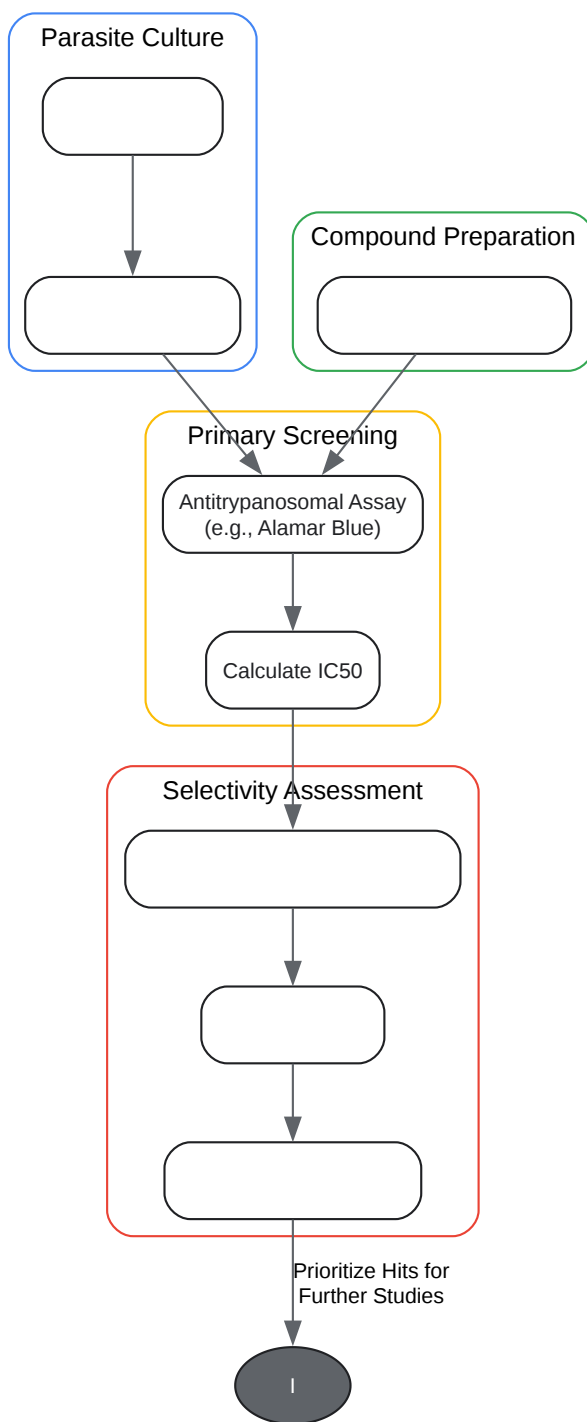 Parasite Culture
Compound Preparation
Primary Screening
Antitrypanosomal Assay
(e.g., Alamar Blue)
Calculate IC50
Selectivity Assessment
Prioritize Hits for
Further Studies
I